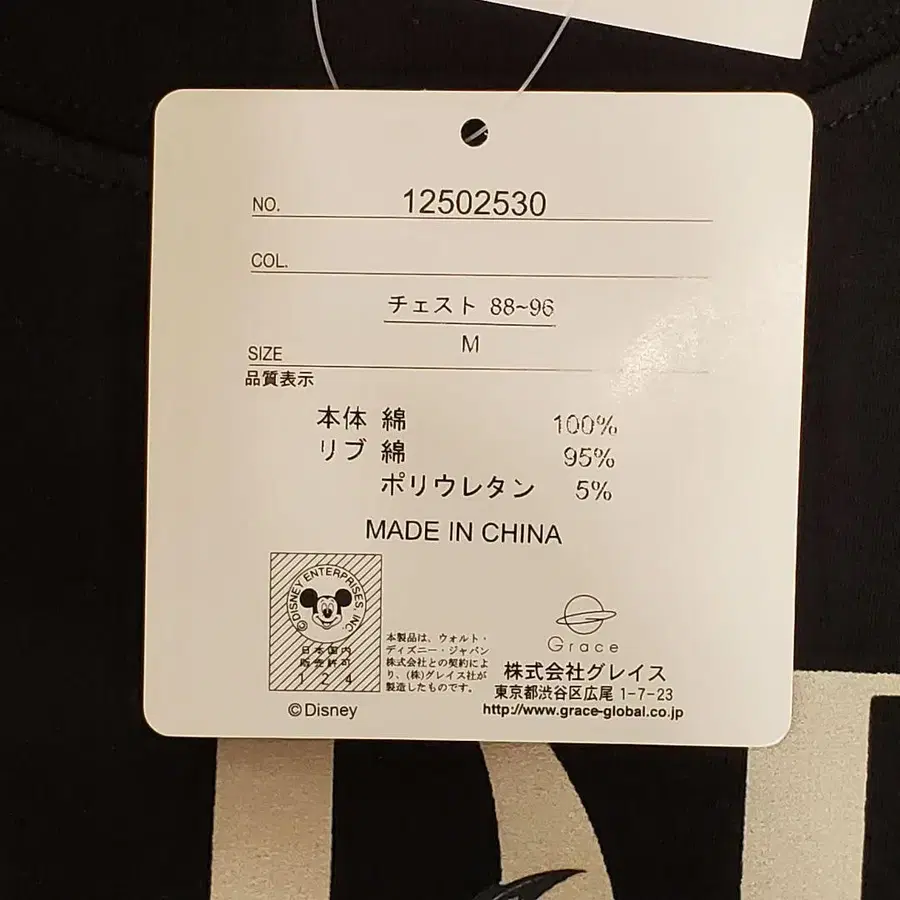 NO. 12502530
COL.
チェスト 88~96
SIZE M
品質表示
本体 綿 100%
リブ 綿 95%
ポリウレタン 5%
MADE IN CHINA
©DISNEY ENTERPRISES, INC.
日本国内
販売許可
124
©Disney
本製品は、ウォルト・
ディズニー・ジャパン
株式会社との契約によ
り、(株)グレイス社が
製造したものです。
Grace
株式会社グレイス
東京都渋谷区広尾 1-7-23
http://www.grace-global.co.jp